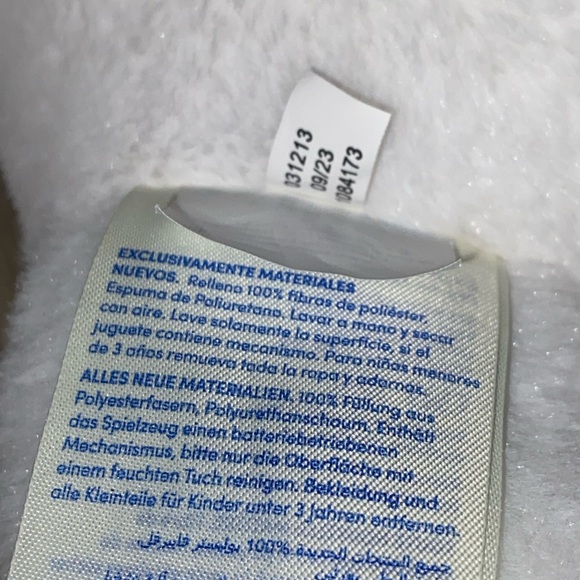 031213
09/23
084173
EXCLUSIVAMENTE MATERIALES
NUEVOS. Relleno 100% fibras de poliéster,
Espuma de Poliuretano. Lavar a mano y secar
con aire. Lave solamente la superficie, si el
juguete contiene mecanismo. Para niños menores
de 3 años remueva toda la ropa y adornos.
ALLES NEUE MATERIALIEN. 100% Füllung aus
Polyesterfasern, Polyurethanschaum. Enthält
das Spielzeug einen batteriebetriebenen
Mechanismus, bitte nur die Oberfläche mit
einem feuchten Tuch reinigen. Bekleidung und
alle Kleinteile für Kinder unter 3 Jahren entfernen.
جميع المنتجات الجديدة %100 بوليستر فايبرفل,